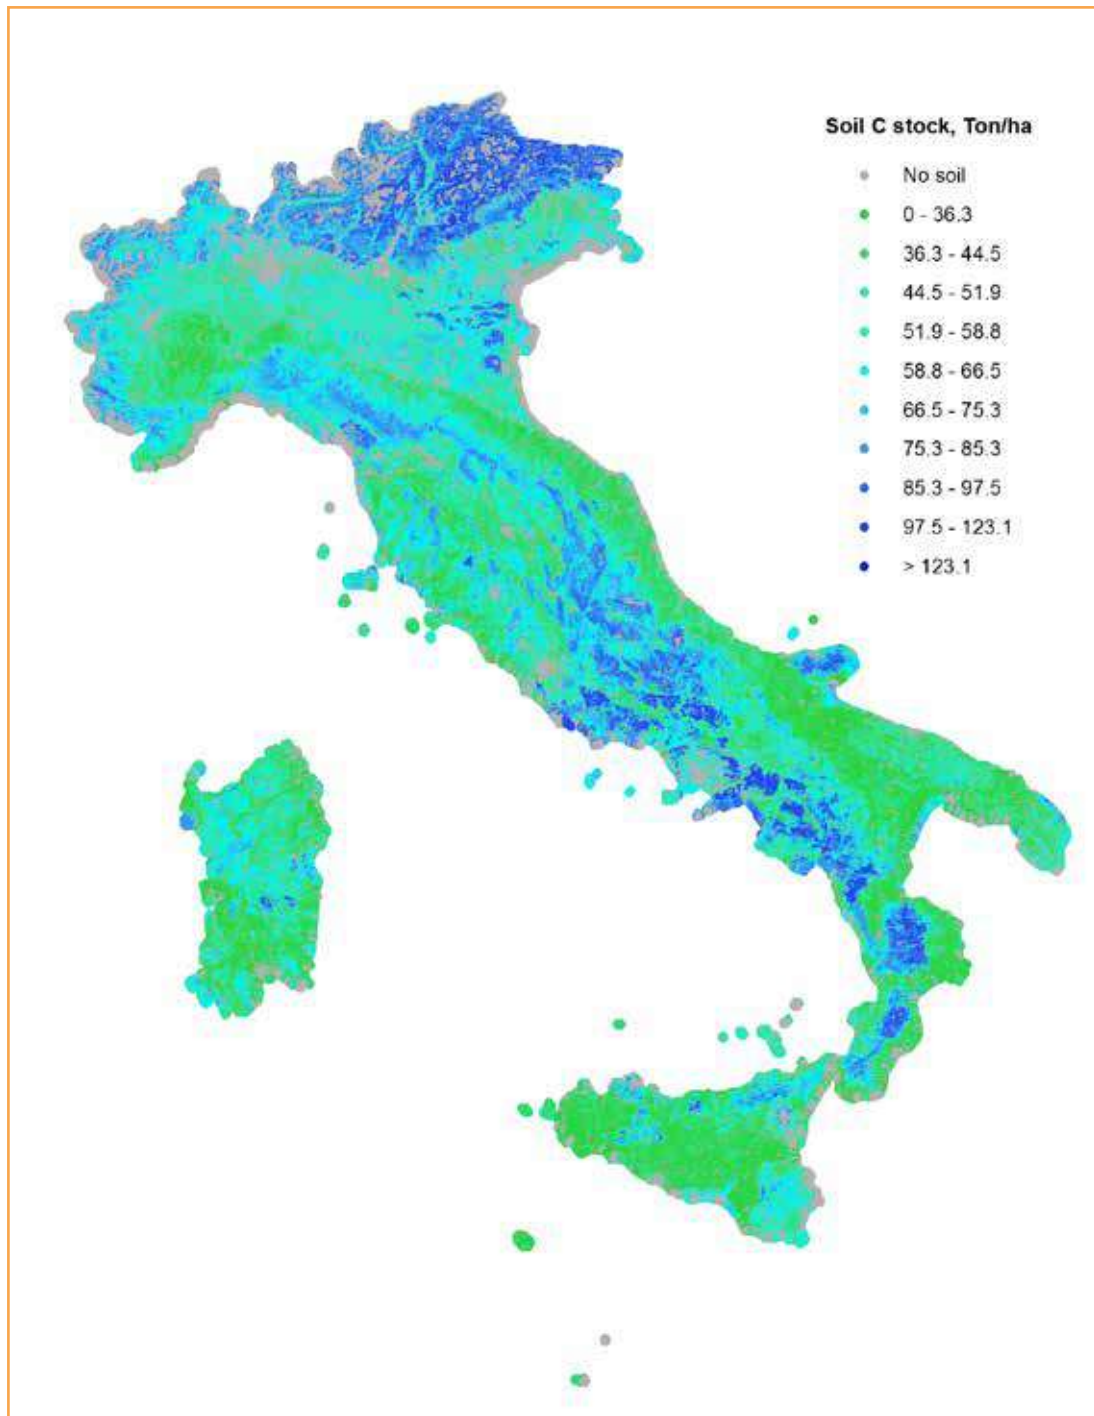 Soil C stock, Ton/ha
No soil
0 - 36.3
36.3 - 44.5
44.5 - 51.9
51.9 - 58.8
58.8 - 66.5
66.5 - 75.3
75.3 - 85.3
85.3 - 97.5
97.5 - 123.1
> 123.1